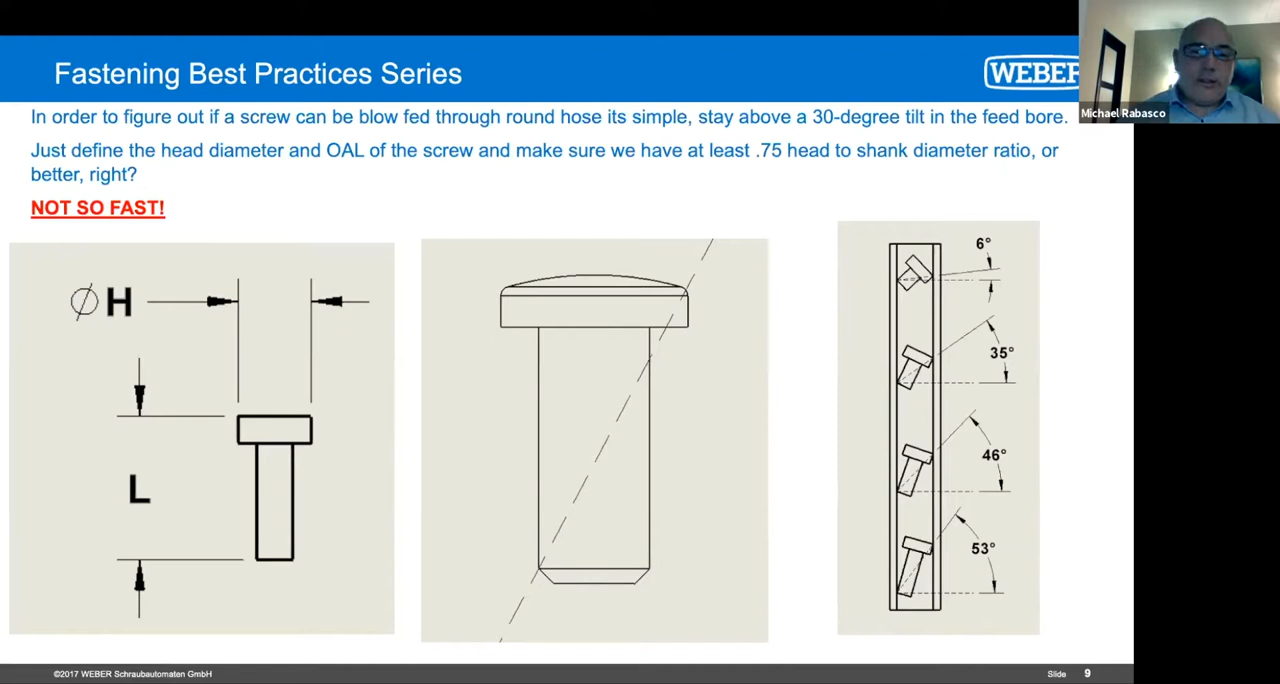 Fastening Best Practices Series
WEBER
Michael Rabasco
In order to figure out if a screw can be blow fed through round hose its simple, stay above a 30-degree tilt in the feed bore.
Just define the head diameter and OAL of the screw and make sure we have at least .75 head to shank diameter ratio, or
better, right?
NOT SO FAST!
∅ H
L
6°
35°
46°
53°
©2017 WEBER Schraubautomaten GmbH
Slide 9